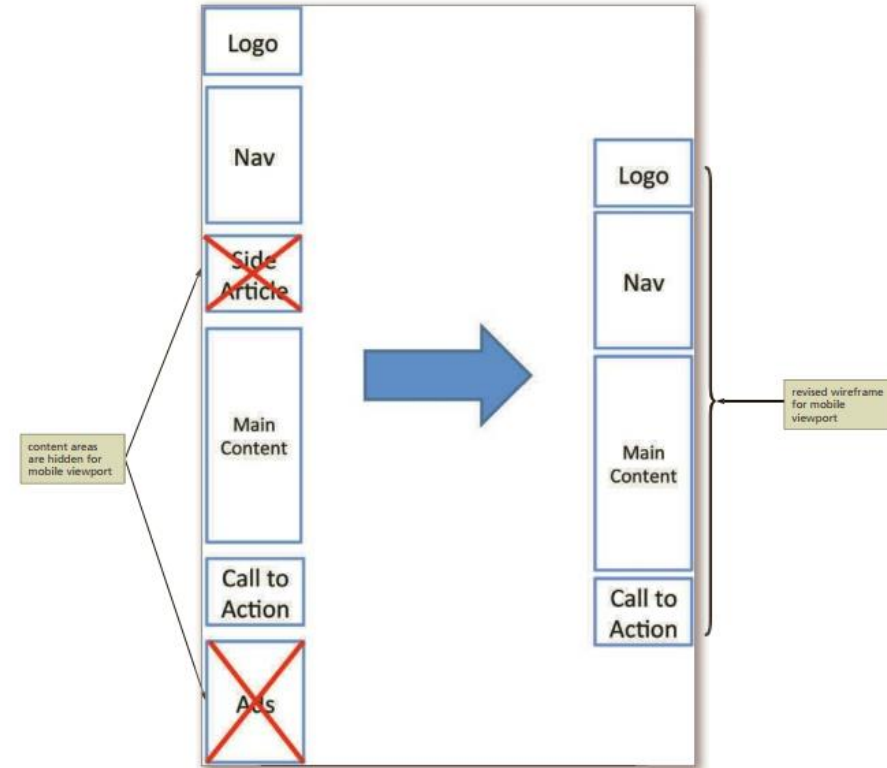 Logo
Nav
Side
Article
Main
Content
Call to
Action
Ads
content areas
are hidden for
mobile viewport
Logo
Nav
Main
Content
Call to
Action
revised wireframe
for mobile
viewport